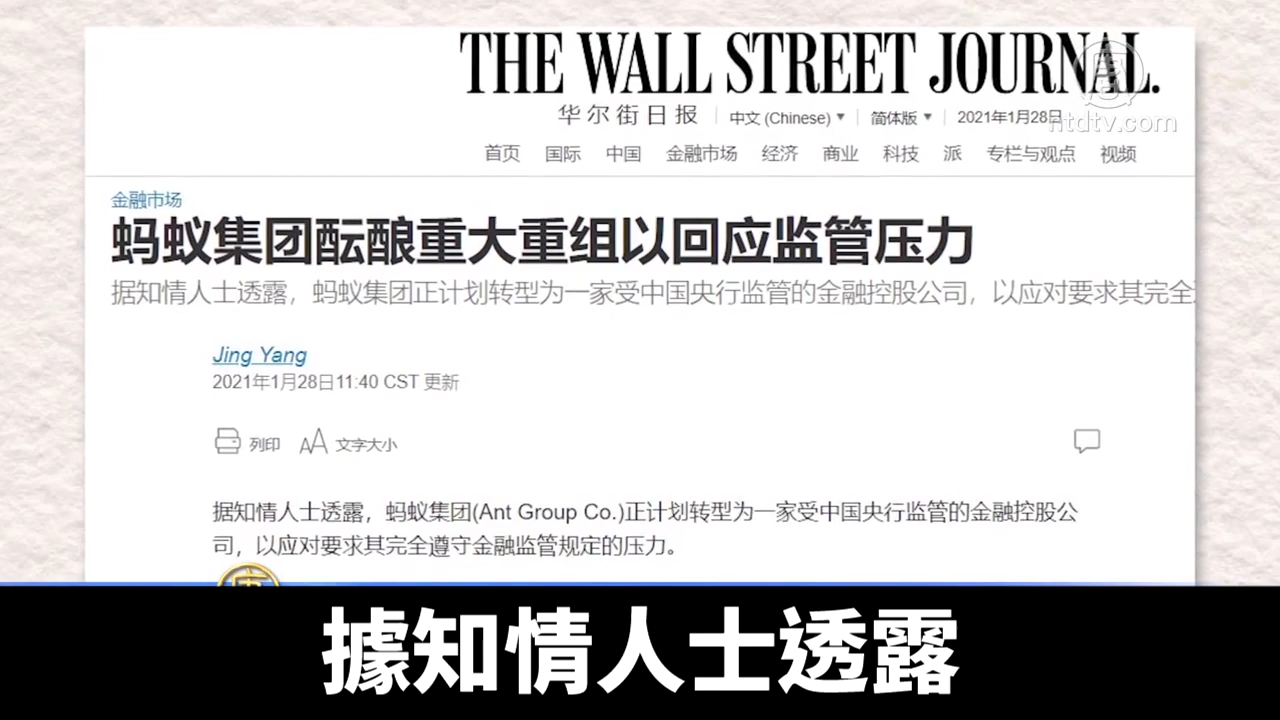 THE WALL STREET JOURNAL.
华尔街日报 中文 (Chinese) 简体版 2021年1月28日
ntdtv.com
首页 国际 中国 金融市场 经济 商业 科技 派 专栏与观点 视频
金融市场
蚂蚁集团酝酿重大重组以回应监管压力
据知情人士透露，蚂蚁集团正计划转型为一家受中国央行监管的金融控股公司，以应对要求其完全
Jing Yang
2021年1月28日11:40 CST 更新
列印 AA 文字大小
据知情人士透露，蚂蚁集团(Ant Group Co.)正计划转型为一家受中国央行监管的金融控股公
司，以应对要求其完全遵守金融监管规定的压力。
據知情人士透露